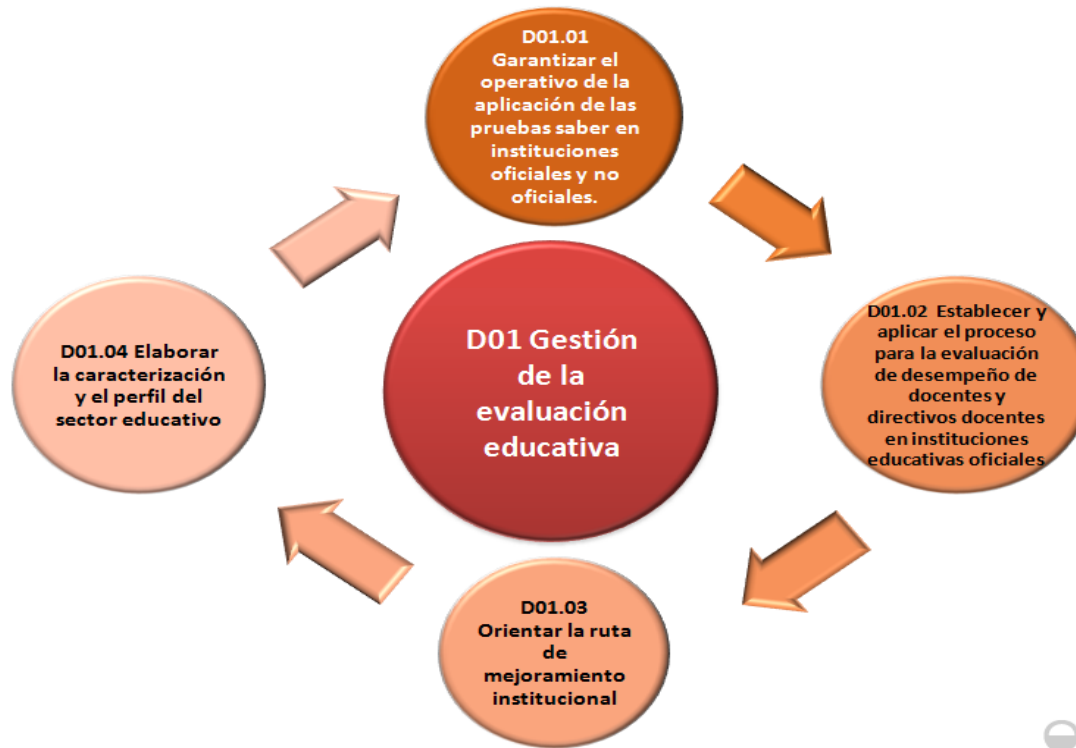 D01.01
Garantizar el
operativo de la
aplicación de las
pruebas saber en
instituciones
oficiales y no
oficiales.
D01.02 Establecer y
aplicar el proceso
para la evaluación
de desempeño de
docentes y
directivos docentes
en instituciones
educativas oficiales
D01.03
Orientar la ruta
de
mejoramiento
institucional
D01.04 Elaborar
la caracterización
y el perfil del
sector educativo
D01 Gestión
de la
evaluación
educativa